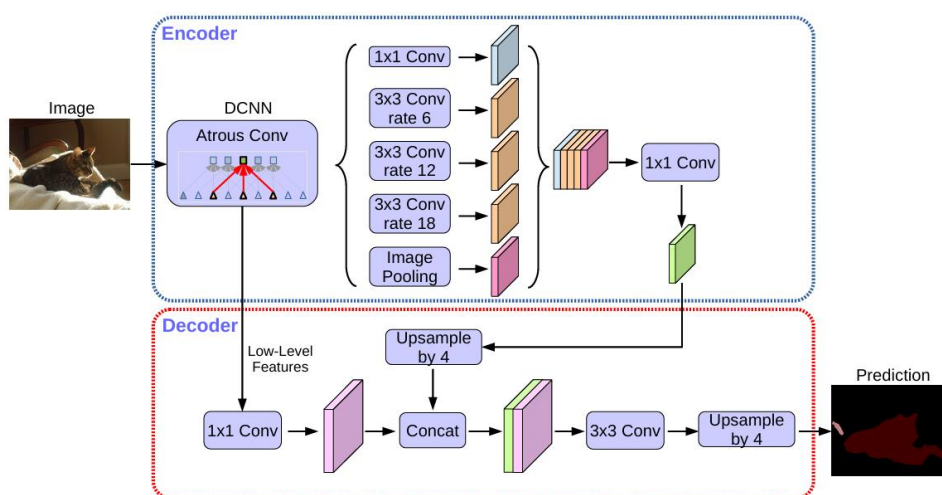 Encoder
Image
DCNN
Atrous Conv
1x1 Conv
3x3 Conv
rate 6
3x3 Conv
rate 12
3x3 Conv
rate 18
Image
Pooling
1x1 Conv
Decoder
Low-Level
Features
Upsample
by 4
1x1 Conv
Concat
3x3 Conv
Upsample
by 4
Prediction